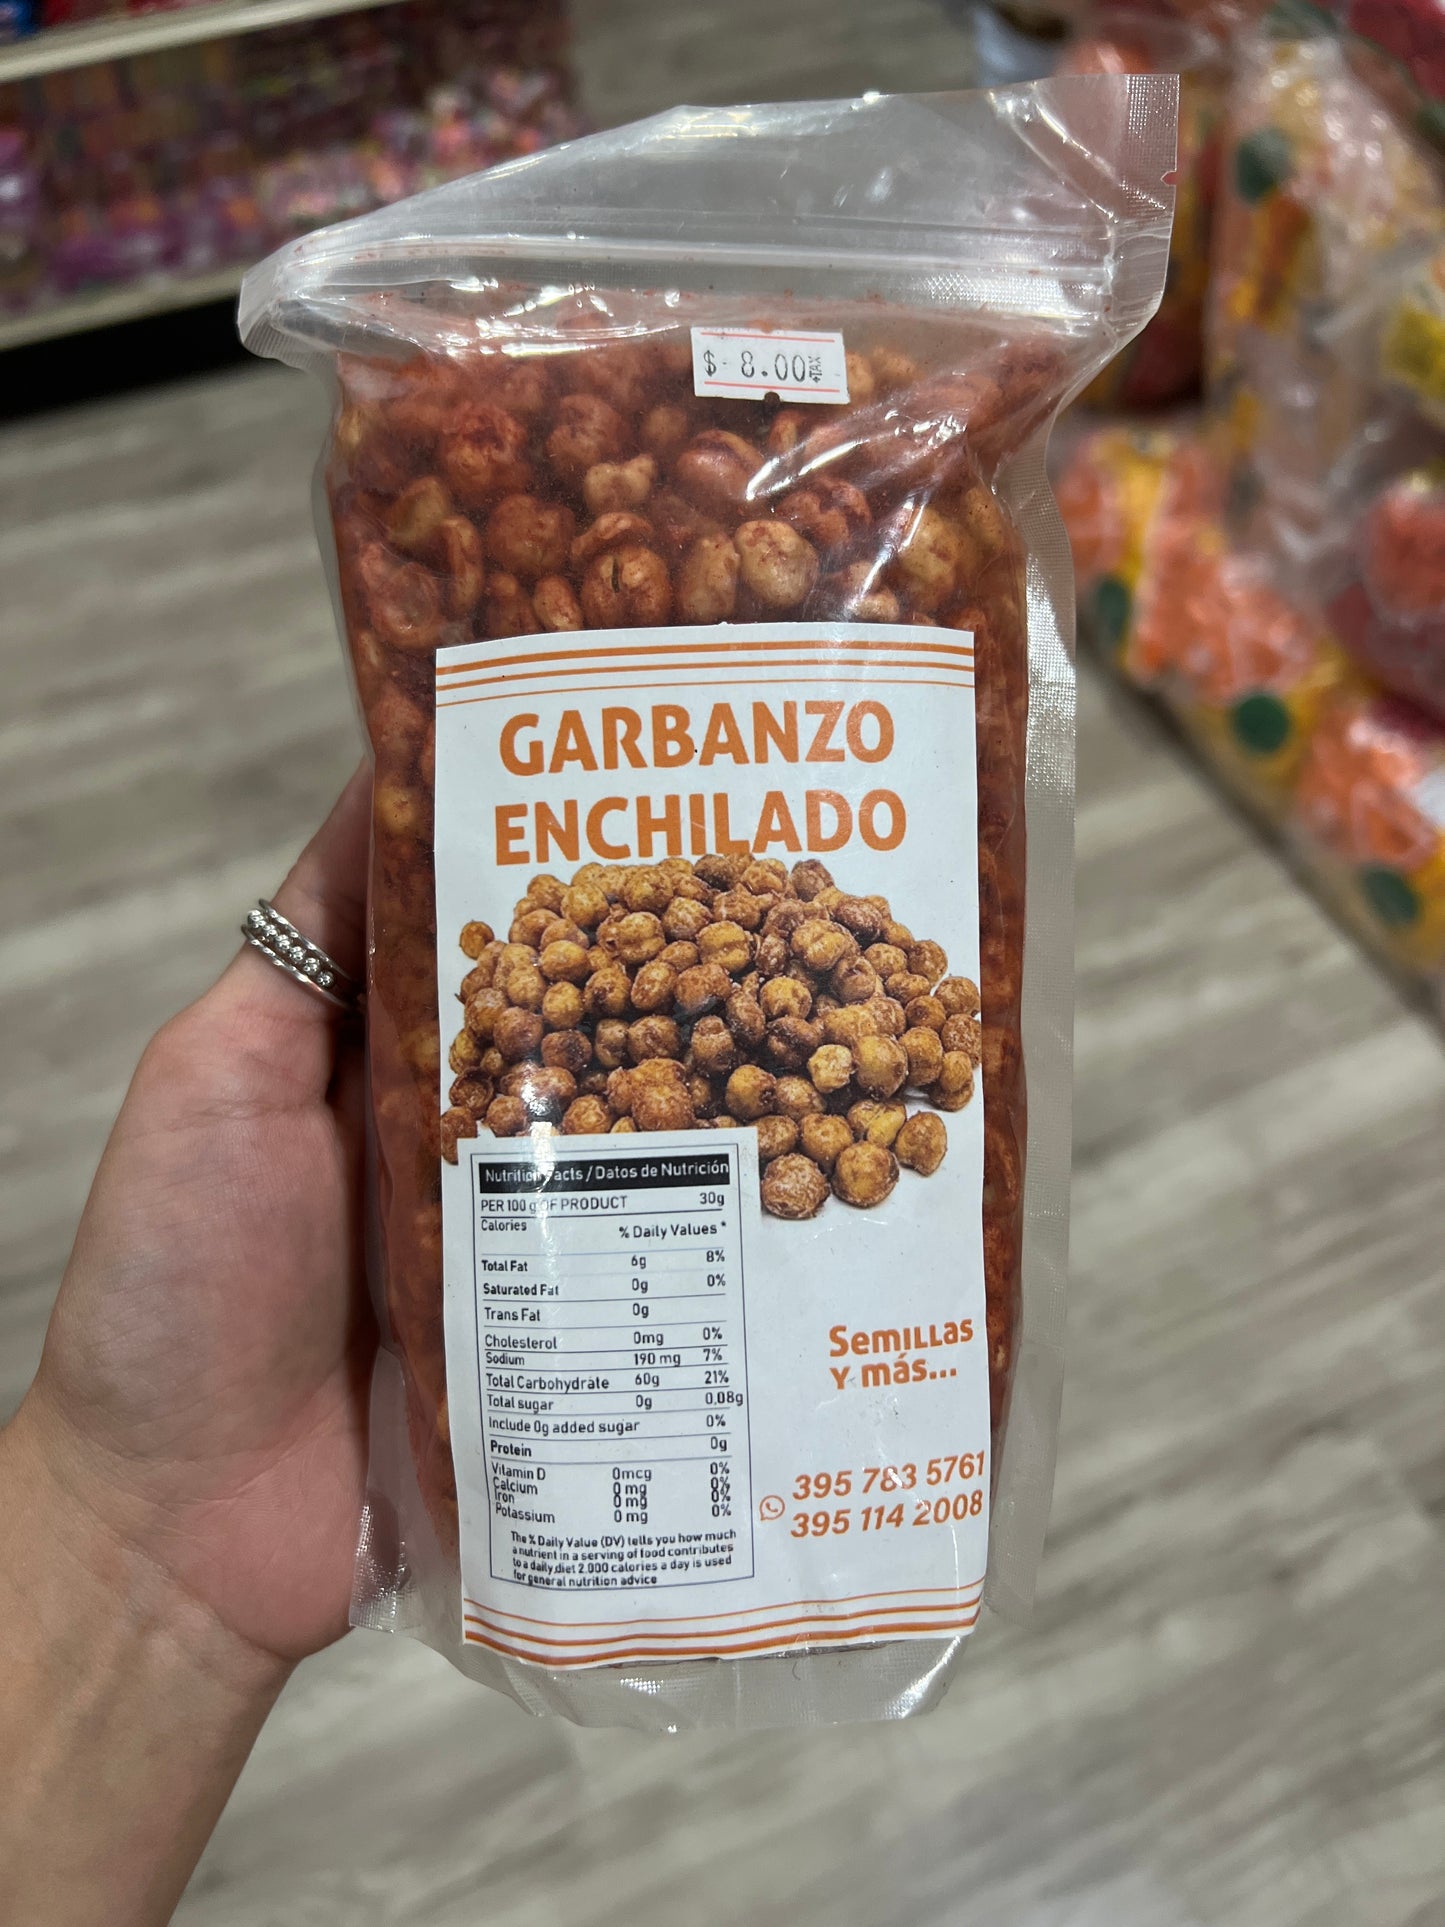 $ 8.00 +TAX
GARBANZO
ENCHILADO
Nutrition Facts / Datos de Nutrición
PER 100 g OF PRODUCT 30g
Calories
% Daily Values *
Total Fat 6g 8%
Saturated Fat 0g 0%
Trans Fat 0g
Cholesterol 0mg 0%
Sodium 190 mg 7%
Total Carbohydrate 60g 21%
Total sugar 0g 0,08g
Include 0g added sugar 0%
Protein 0g
Vitamin D 0mcg 0%
Calcium 0 mg 0%
Iron 0 mg 0%
Potassium 0 mg 0%
The % Daily Value (DV) tells you how much
a nutrient in a serving of food contributes
to a daily.diet 2.000 calories a day is used
for general nutrition advice
Semillas
y más...
395 783 5761
395 114 2008